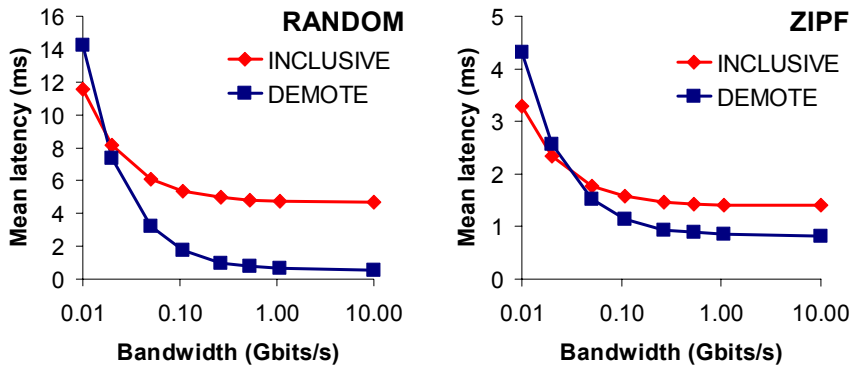 RANDOM
INCLUSIVE
DEMOTE
Mean latency (ms)
16
14
12
10
8
6
4
2
0
0.01 0.10 1.00 10.00
Bandwidth (Gbits/s)
ZIPF
INCLUSIVE
DEMOTE
Mean latency (ms)
5
4
3
2
1
0
0.01 0.10 1.00 10.00
Bandwidth (Gbits/s)